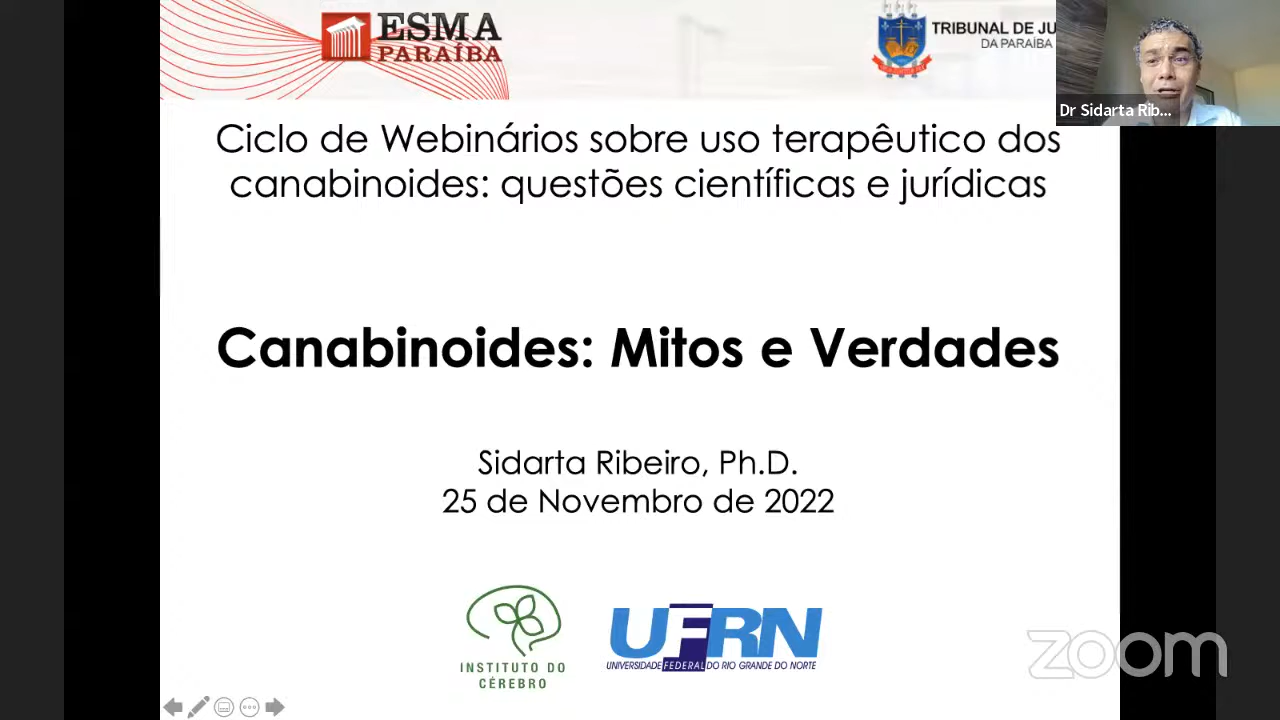 ESMA
PARAÍBA
TRIBUNAL DE JU
DA PARAÍBA
Dr Sidarta Rib...
Ciclo de Webinários sobre uso terapêutico dos
canabinoides: questões científicas e jurídicas
Canabinoides: Mitos e Verdades
Sidarta Ribeiro, Ph.D.
25 de Novembro de 2022
INSTITUTO DO
CÉREBRO
UFRN
UNIVERSIDADE FEDERAL DO RIO GRANDE DO NORTE
zoom